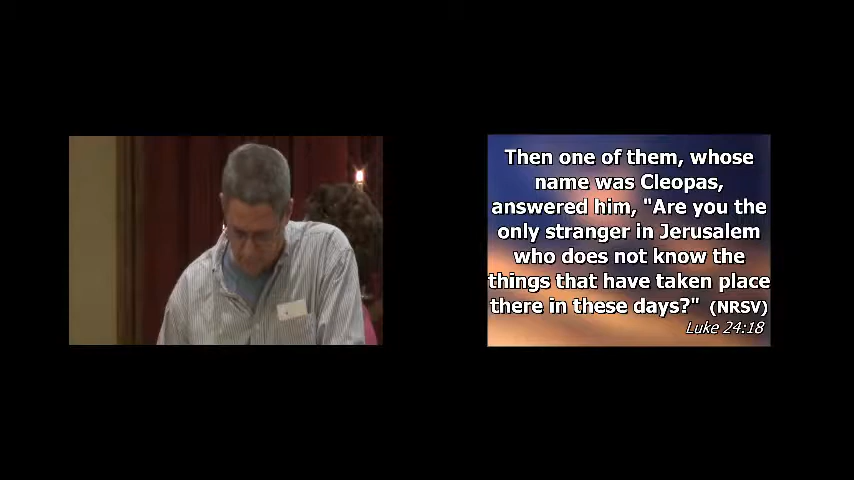 Then one of them, whose
name was Cleopas,
answered him, "Are you the
only stranger in Jerusalem
who does not know the
things that have taken place
there in these days?" (NRSV)
Luke 24:18